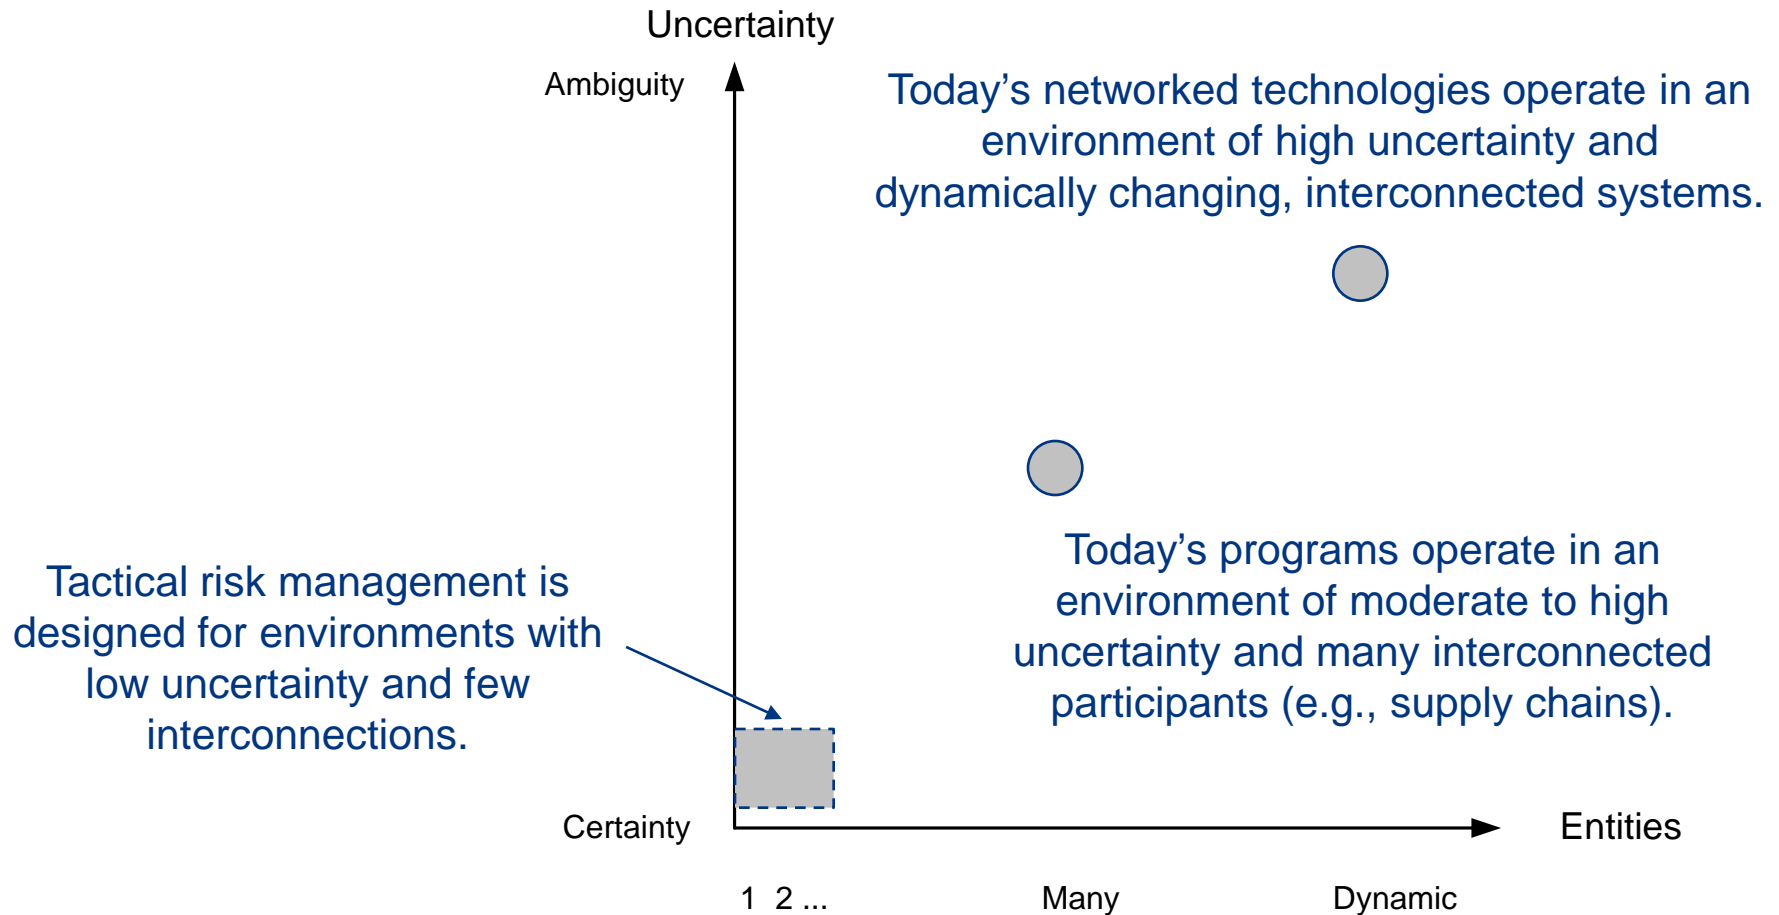 Uncertainty
Ambiguity
Today’s networked technologies operate in an
environment of high uncertainty and
dynamically changing, interconnected systems.
Today’s programs operate in an
environment of moderate to high
uncertainty and many interconnected
participants (e.g., supply chains).
Tactical risk management is
designed for environments with
low uncertainty and few
interconnections.
Certainty
Entities
1 2 ...
Many
Dynamic